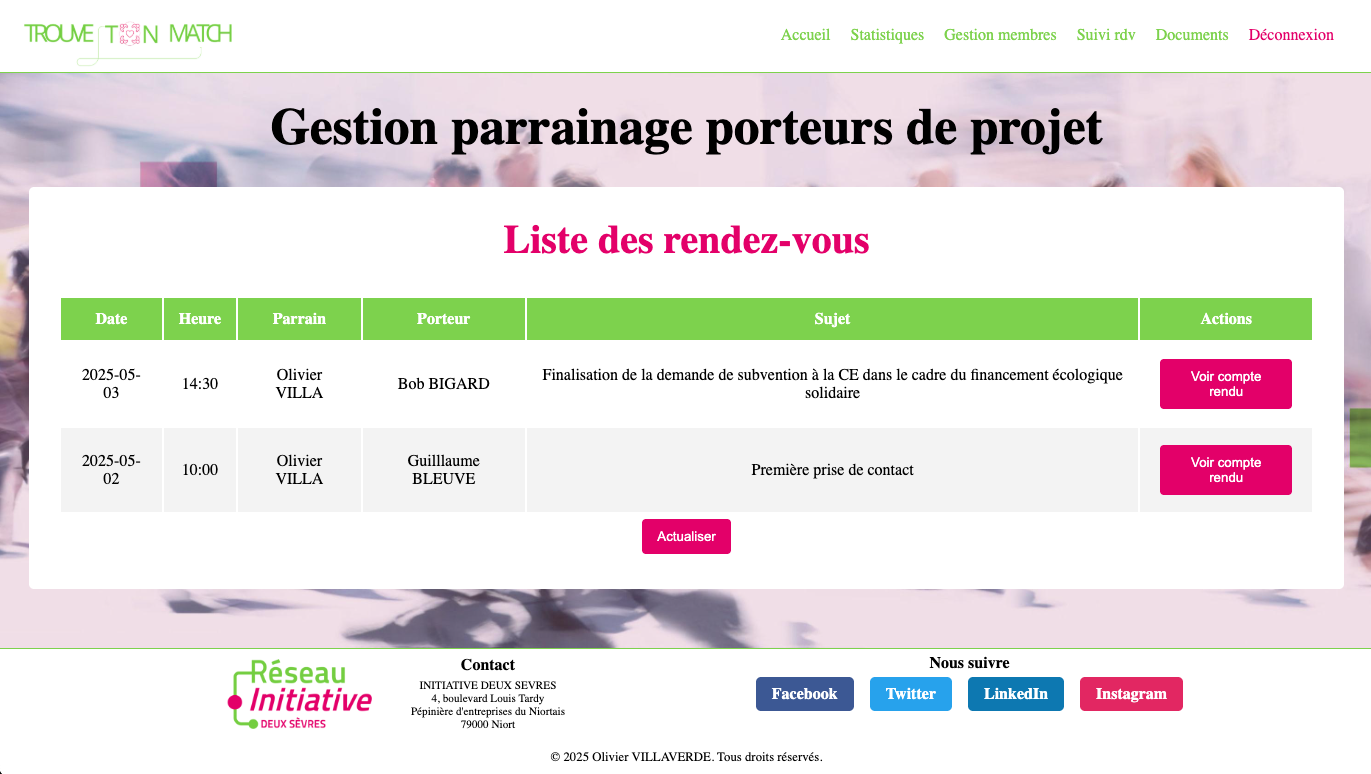 TROUVE TON MATCH
Accueil Statistiques Gestion membres Suivi rdv Documents Déconnexion
Gestion parrainage porteurs de projet
Liste des rendez-vous
Date Heure Parrain Porteur Sujet Actions
2025-05-
03
14:30
Olivier
VILLA
Bob BIGARD
Finalisation de la demande de subvention à la CE dans le cadre du financement écologique
solidaire
Voir compte
rendu
2025-05-
02
10:00
Olivier
VILLA
Guilllaume
BLEUVE
Première prise de contact
Voir compte
rendu
Actualiser
Réseau
Initiative
DEUX SÈVRES
Contact
INITIATIVE DEUX SEVRES
4, boulevard Louis Tardy
Pépinière d'entreprises du Niortais
79000 Niort
Nous suivre
Facebook Twitter LinkedIn Instagram
© 2025 Olivier VILLAVERDE. Tous droits réservés.